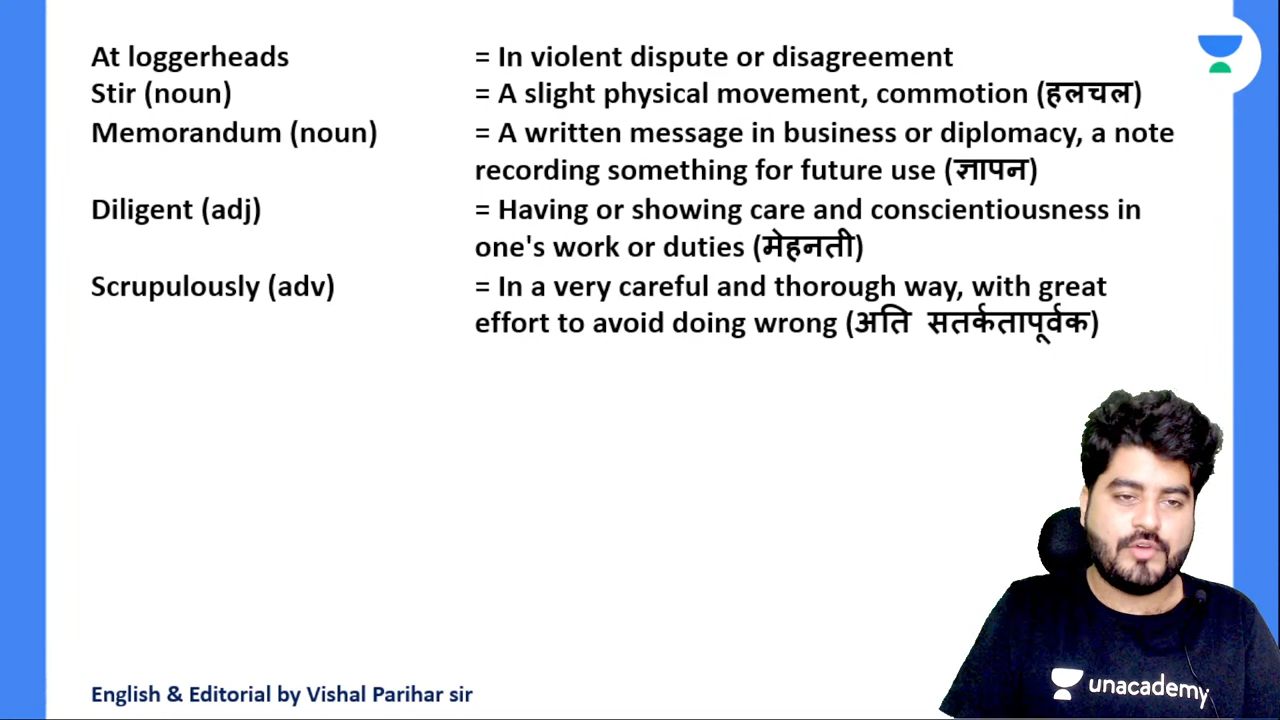 At loggerheads = In violent dispute or disagreement
Stir (noun) = A slight physical movement, commotion (हलचल)
Memorandum (noun) = A written message in business or diplomacy, a note
recording something for future use (ज्ञापन)
Diligent (adj) = Having or showing care and conscientiousness in
one's work or duties (मेहनती)
Scrupulously (adv) = In a very careful and thorough way, with great
effort to avoid doing wrong (अति सतर्कतापूर्वक)
unacademy
English & Editorial by Vishal Parihar sir